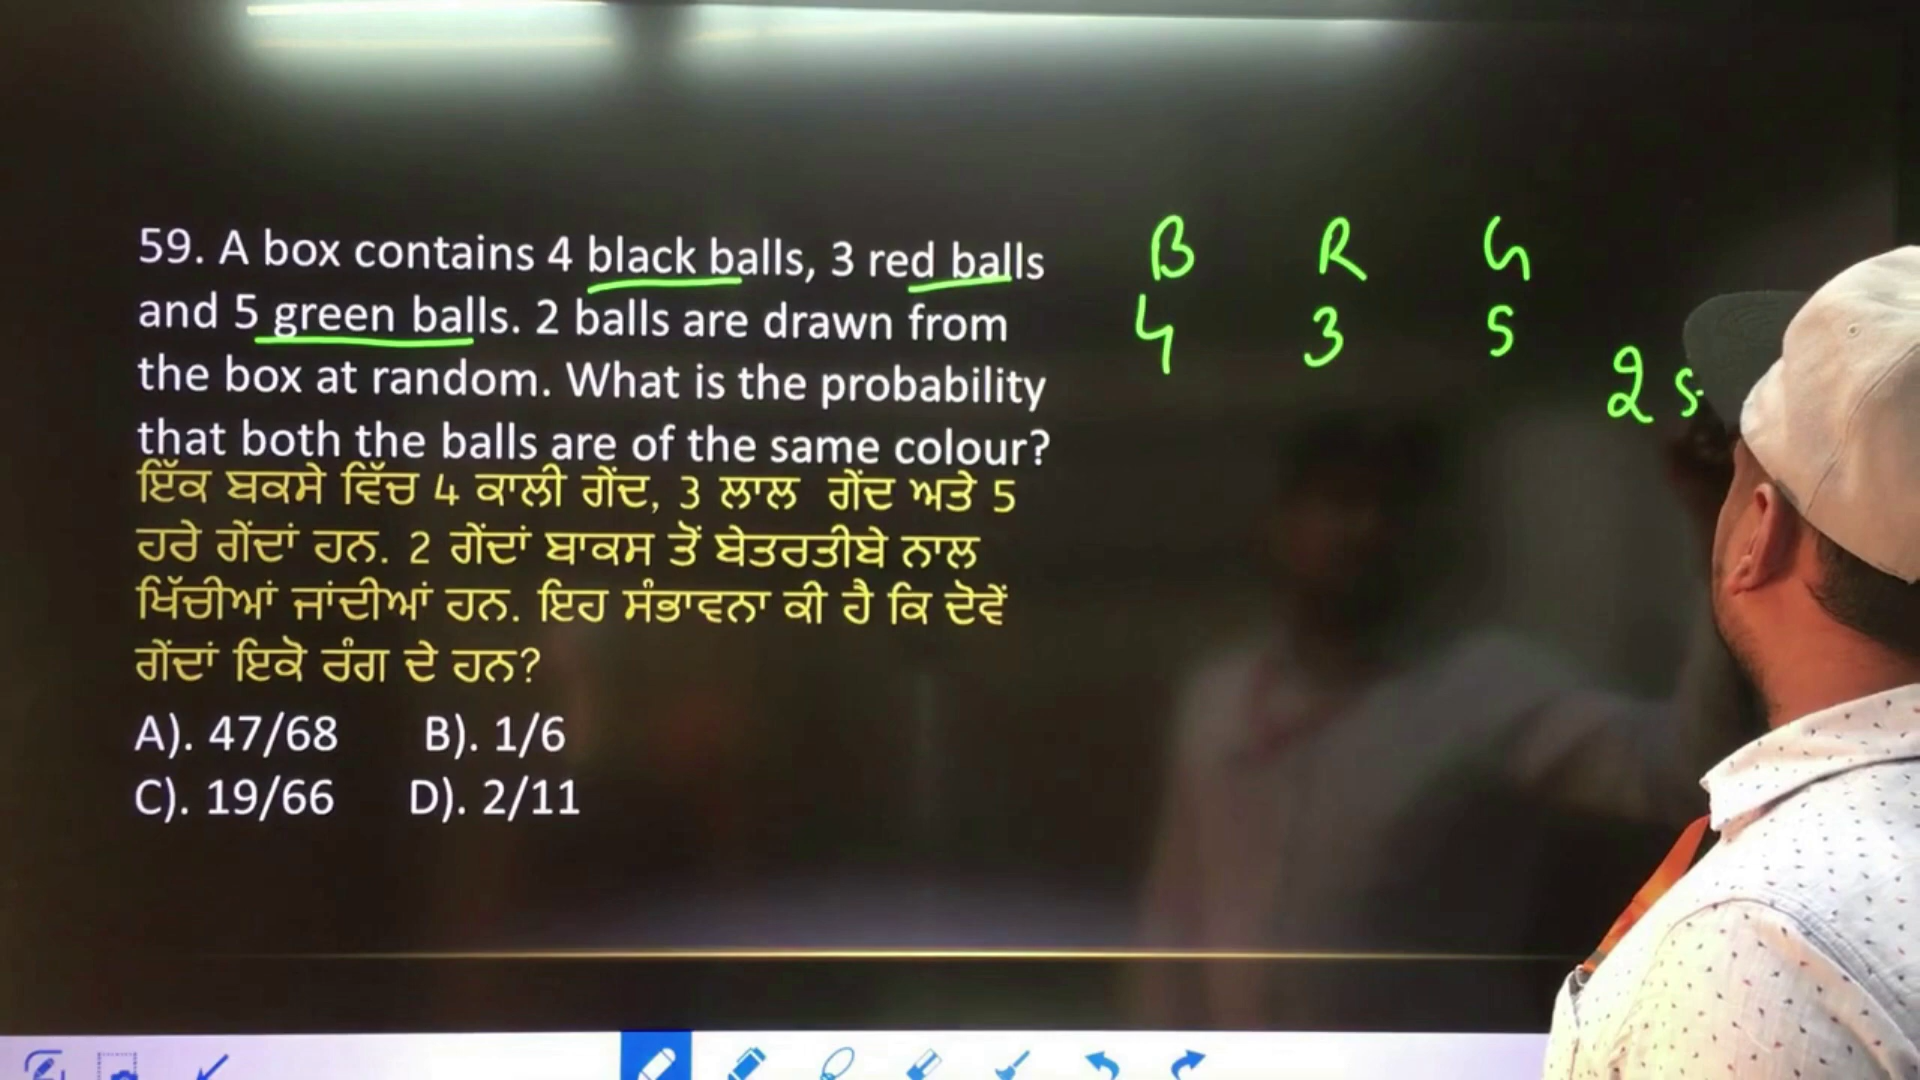 59. A box contains 4 black balls, 3 red balls
and 5 green balls. 2 balls are drawn from
the box at random. What is the probability
that both the balls are of the same colour?
ਇੱਕ ਬਕਸੇ ਵਿੱਚ 4 ਕਾਲੀ ਗੇਂਦ, 3 ਲਾਲ ਗੇਂਦ ਅਤੇ 5
ਹਰੇ ਗੇਂਦਾਂ ਹਨ. 2 ਗੇਂਦਾਂ ਬਾਕਸ ਤੋਂ ਬੇਤਰਤੀਬੇ ਨਾਲ
ਖਿੱਚੀਆਂ ਜਾਂਦੀਆਂ ਹਨ. ਇਹ ਸੰਭਾਵਨਾ ਕੀ ਹੈ ਕਿ ਦੋਵੇਂ
ਗੇਂਦਾਂ ਇਕੋ ਰੰਗ ਦੇ ਹਨ?
A). 47/68 B). 1/6
C). 19/66 D). 2/11
B R G
4 3 5
2 s